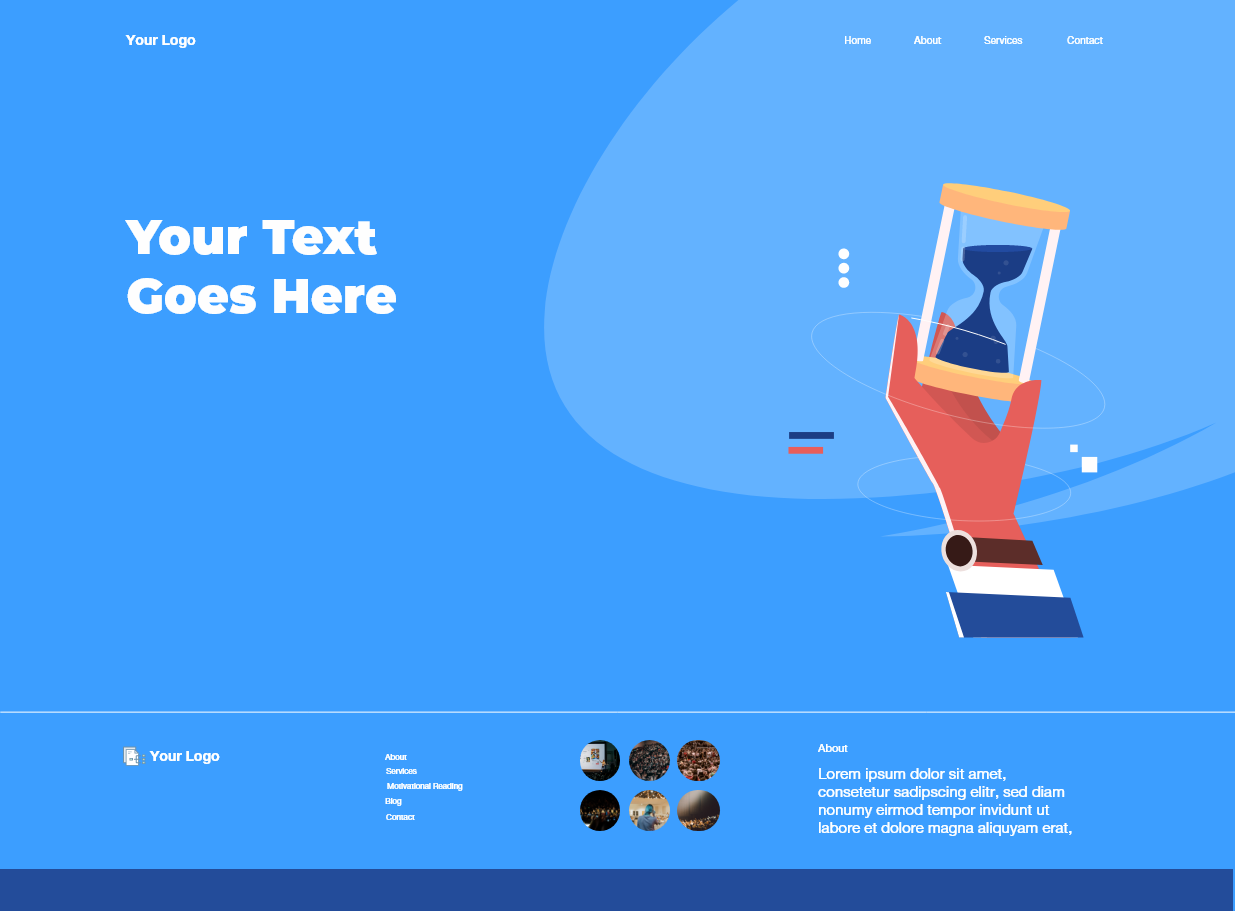 Your Logo
Home
About
Services
Contact
Your Text
Goes Here
Your Logo
About
Services
Motivational Reading
Blog
Contact
About
Lorem ipsum dolor sit amet,
consetetur sadipscing elitr, sed diam
nonumy eirmod tempor invidunt ut
labore et dolore magna aliquyam erat,